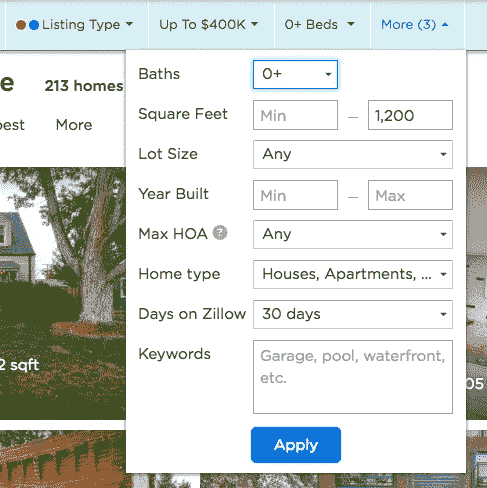 Listing Type Up To $400K 0+ Beds More (3)
e 213 homes
est More
Baths 0+
Square Feet Min – 1,200
Lot Size Any
Year Built Min – Max
Max HOA ? Any
Home type Houses, Apartments, ...
Days on Zillow 30 days
Keywords Garage, pool, waterfront,
etc.
2 sqft
05
Apply